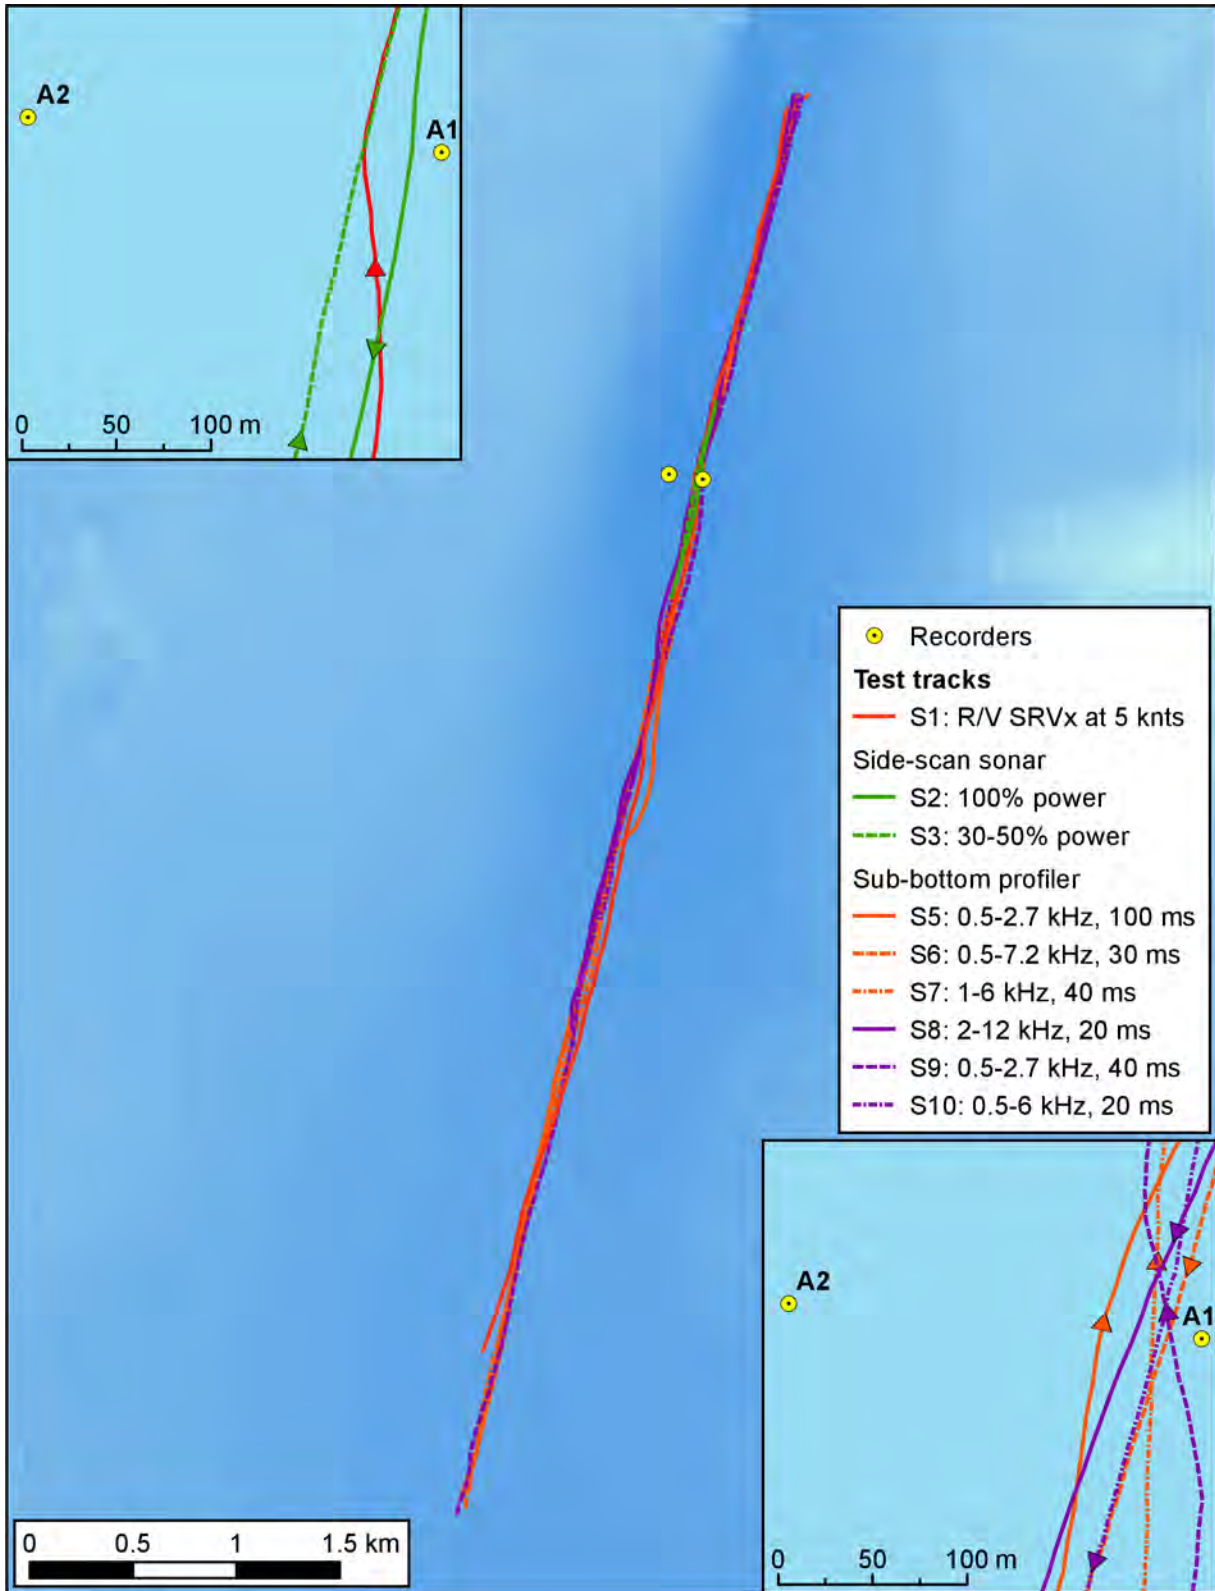 A2
A1
0 50 100 m
Recorders
Test tracks
S1: R/V SRVx at 5 knts
Side-scan sonar
S2: 100% power
S3: 30-50% power
Sub-bottom profiler
S5: 0.5-2.7 kHz, 100 ms
S6: 0.5-7.2 kHz, 30 ms
S7: 1-6 kHz, 40 ms
S8: 2-12 kHz, 20 ms
S9: 0.5-2.7 kHz, 40 ms
S10: 0.5-6 kHz, 20 ms
A2
A1
0 50 100 m
0 0.5 1 1.5 km